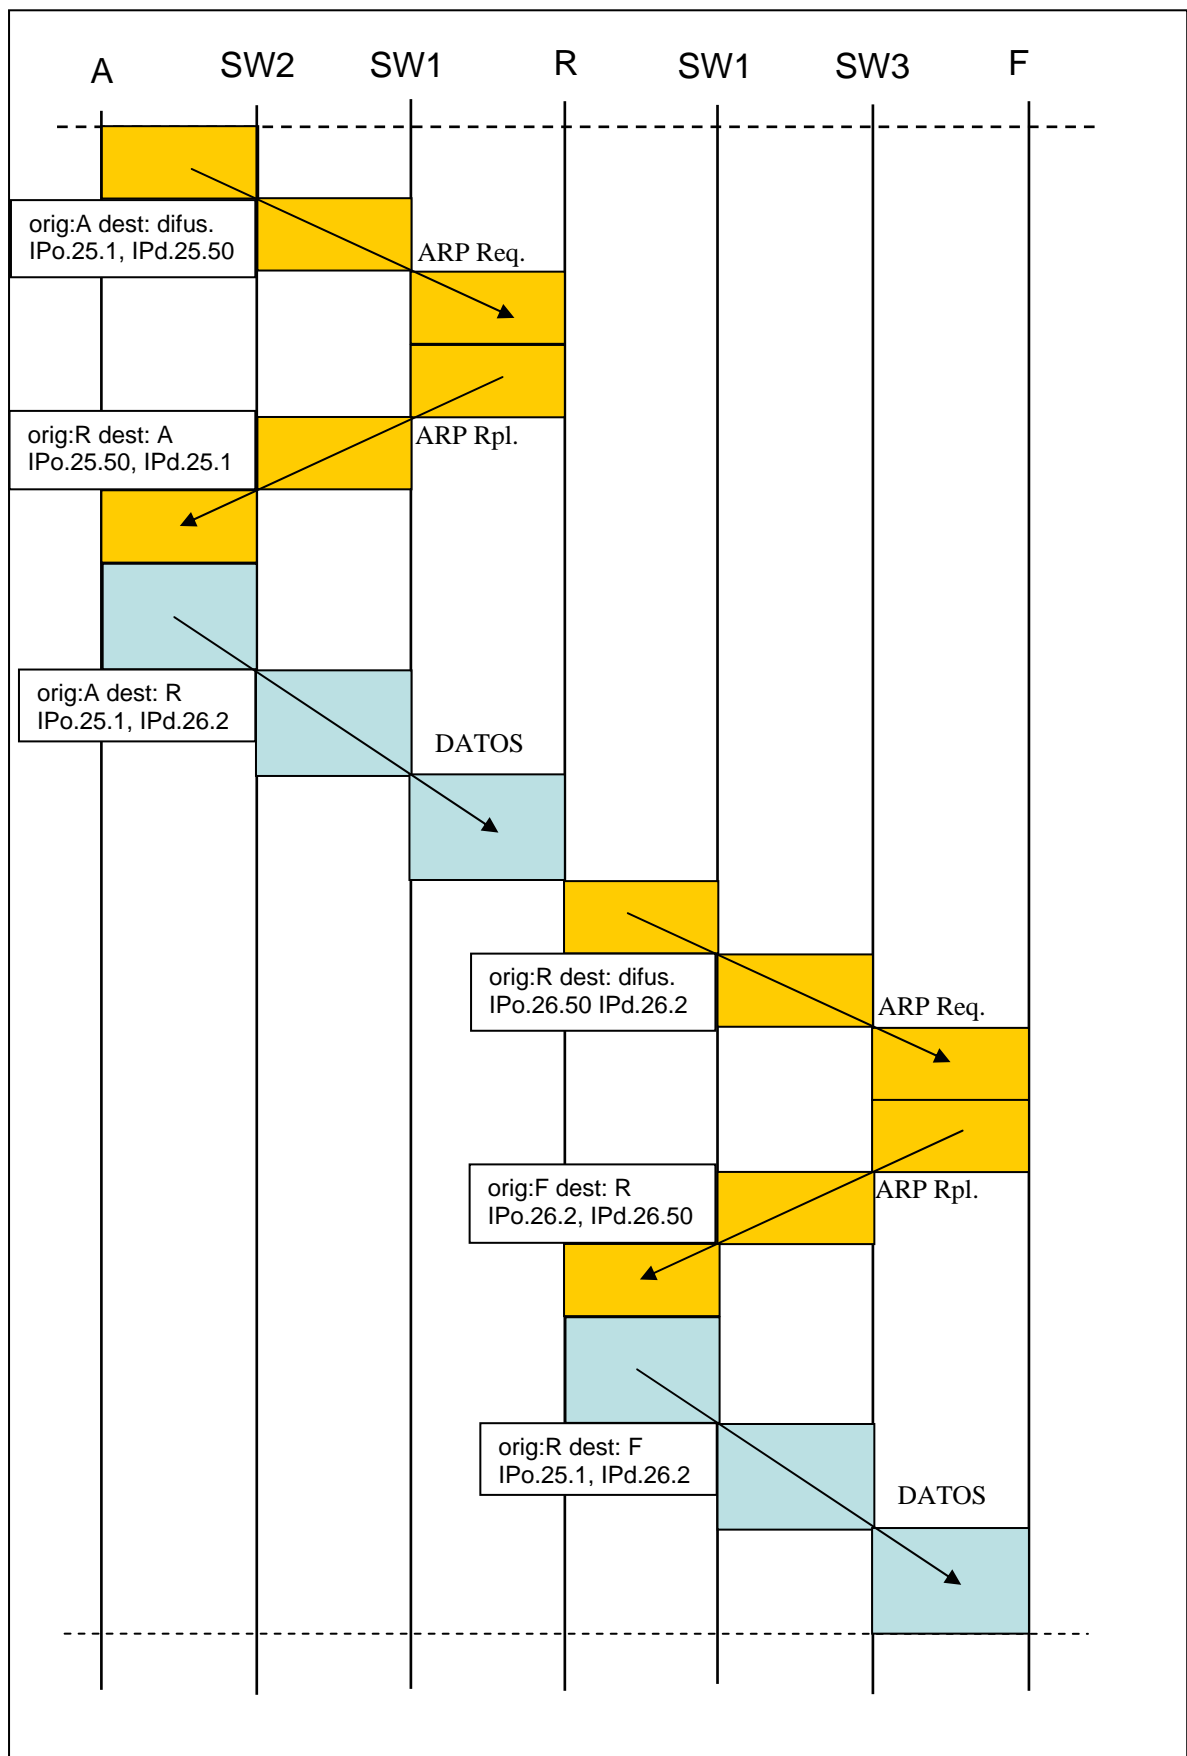 A SW2 SW1 R SW1 SW3 F
orig:A dest: difus.
IPo.25.1, IPd.25.50
ARP Req.
orig:R dest: A
IPo.25.50, IPd.25.1
ARP Rpl.
orig:A dest: R
IPo.25.1, IPd.26.2
DATOS
orig:R dest: difus.
IPo.26.50 IPd.26.2
ARP Req.
orig:F dest: R
IPo.26.2, IPd.26.50
ARP Rpl.
orig:R dest: F
IPo.25.1, IPd.26.2
DATOS